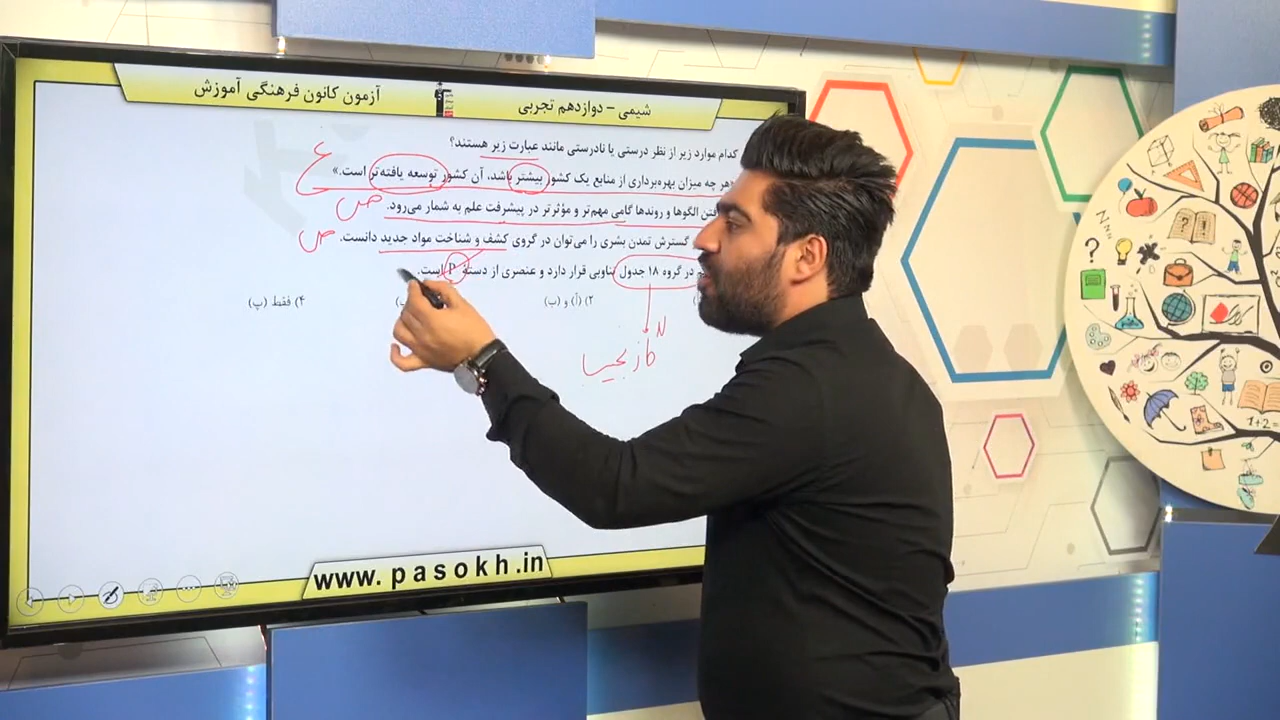 آزمون کانون فرهنگی آموزش
شیمی – دوازدهم تجربی
کدام موارد زیر از نظر درستی یا نادرستی مانند عبارت زیر هستند؟
هر چه میزان بهره‌برداری از منابع یک کشور بیشتر باشد، آن کشور توسعه یافته‌تر است.»
غ
الگوها و روندها گامی مهم‌تر و مؤثرتر در پیشرفت علم به شمار می‌رود.
ص
گسترش تمدن بشری را می‌توان در گروی کشف و شناخت مواد جدید دانست.
ص
در گروه ۱۸ جدول تناوبی قرار دارد و عنصری از دستهٔ P است.
۲) (آ) و (ب)
۴) فقط (پ)
گاز نجیب
www.pasokh.in
1+2=